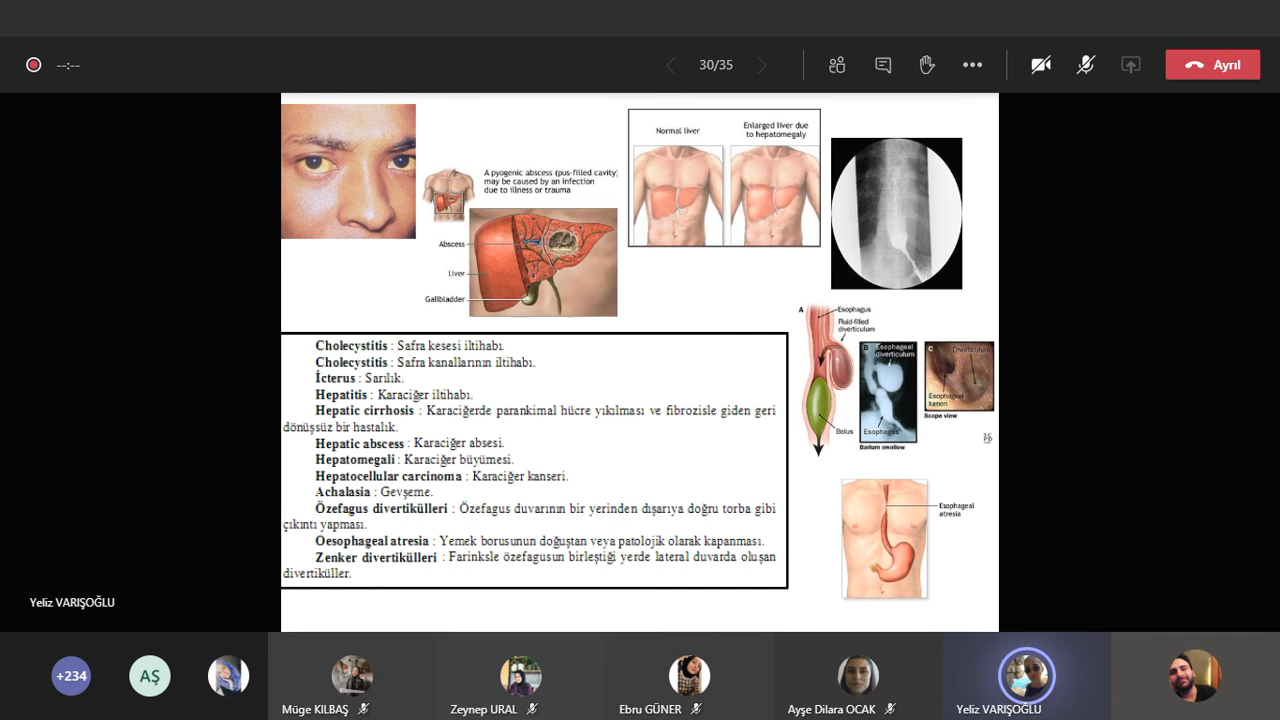 --:--
30/35
Ayrıl
Normal liver
Enlarged liver due
to hepatomegaly
A pyogenic abscess (pus-filled cavity)
may be caused by an infection
due to illness or trauma
Abscess
Liver
Gallbladder
A
Esophagus
Fluid-filled
diverticulum
B
Esophageal
diverticulum
Esophagus
Barium swallow
C
Diverticulum
Esophageal
lumen
Scope view
Bolus
Esophageal
atresia
Cholecystitis : Safra kesesi iltihabı.
Cholecystitis : Safra kanallarının iltihabı.
İcterus : Sarılık.
Hepatitis : Karaciğer iltihabı.
Hepatic cirrhosis : Karaciğerde parankimal hücre yıkılması ve fibrozisle giden geri
dönüşsüz bir hastalık.
Hepatic abscess : Karaciğer absesi.
Hepatomegali : Karaciğer büyümesi.
Hepatocellular carcinoma : Karaciğer kanseri.
Achalasia : Gevşeme.
Özefagus divertikülleri : Özefagus duvarının bir yerinden dışarıya doğru torba gibi
çıkıntı yapması.
Oesophageal atresia : Yemek borusunun doğuştan veya patolojik olarak kapanması.
Zenker divertikülleri : Farinksle özefagusun birleştiği yerde lateral duvarda oluşan
divertiküller.
Yeliz VARIŞOĞLU
+234
AŞ
Müge KILBAŞ
Zeynep URAL
Ebru GÜNER
Ayşe Dilara OCAK
Yeliz VARIŞOĞLU